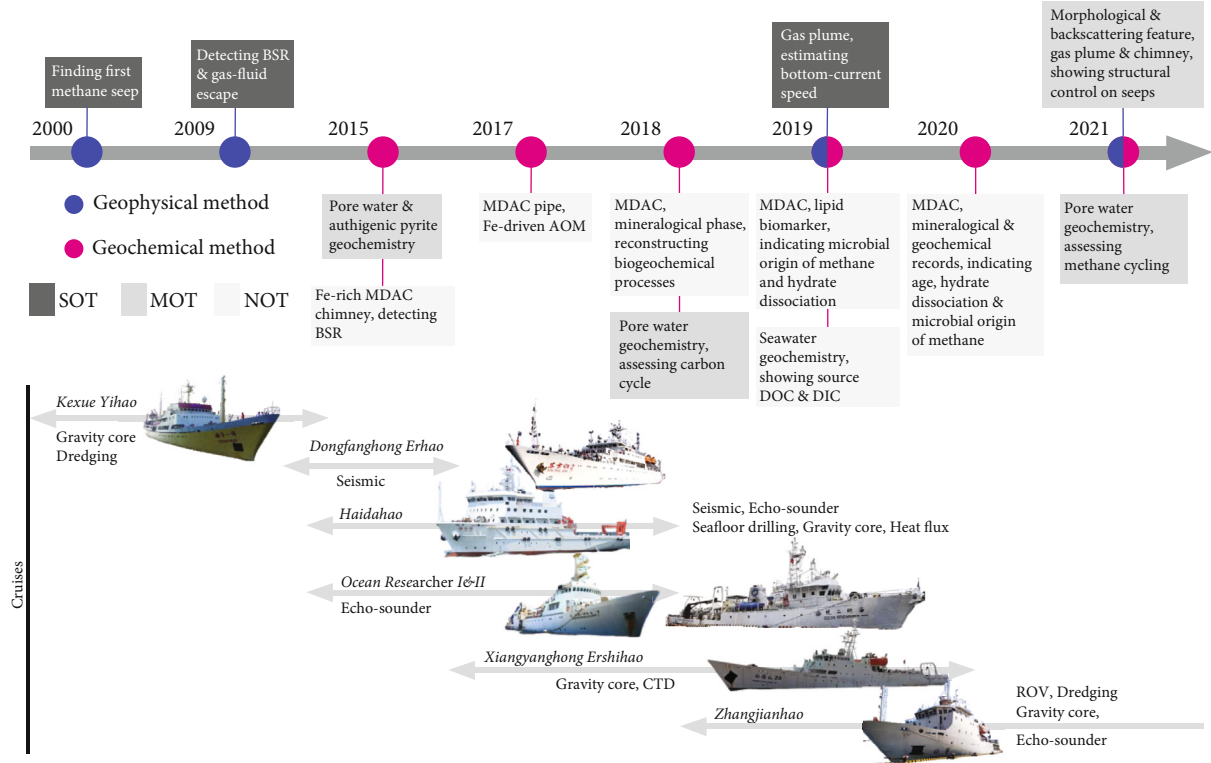 Finding first
methane seep
Detecting BSR
& gas-fluid
escape
Gas plume,
estimating
bottom-current
speed
Morphological &
backscattering feature,
gas plume & chimney,
showing structural
control on seeps
2000
2009
2015
2017
2018
2019
2020
2021
Geophysical method
Geochemical method
SOT
MOT
NOT
Pore water &
authigenic pyrite
geochemistry
Fe-rich MDAC
chimney, detecting
BSR
MDAC pipe,
Fe-driven AOM
MDAC,
mineralogical phase,
reconstructing
biogeochemical
processes
Pore water
geochemistry,
assessing carbon
cycle
MDAC, lipid
biomarker,
indicating microbial
origin of methane
and hydrate
dissociation
Seawater
geochemistry,
showing source
DOC & DIC
MDAC,
mineralogical &
geochemical
records, indicating
age, hydrate
dissociation &
microbial origin
of methane
Pore water
geochemistry,
assessing
methane cycling
Cruises
Kexue Yihao
Gravity core
Dredging
Dongfanghong Erhao
Seismic
Haidahao
Seismic, Echo-sounder
Seafloor drilling, Gravity core, Heat flux
Ocean Researcher I&II
Echo-sounder
Xiangyanghong Ershihao
Gravity core, CTD
Zhangjianhao
ROV, Dredging
Gravity core,
Echo-sounder